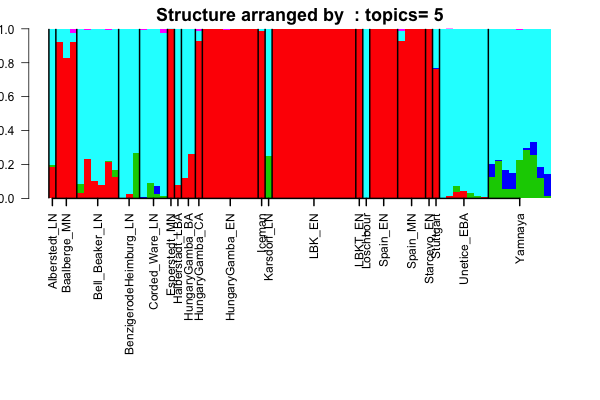 Structure arranged by : topics= 5
1.0
0.8
0.6
0.4
0.2
0.0
Alberstedt_LN
Baalberge_MN
Bell_Beaker_LN
BenzigerodeHeimburg_LN
Corded_Ware_LN
Esperstedt_MN
Halberstadt_LBA
HungaryGamba_BA
HungaryGamba_CA
HungaryGamba_EN
Iceman
Karsdorf_LN
LBK_EN
LBKT_EN
Loschbour
Spain_EN
Spain_MN
Starcevo_EN
Stuttgart
Unetice_EBA
Yamnaya